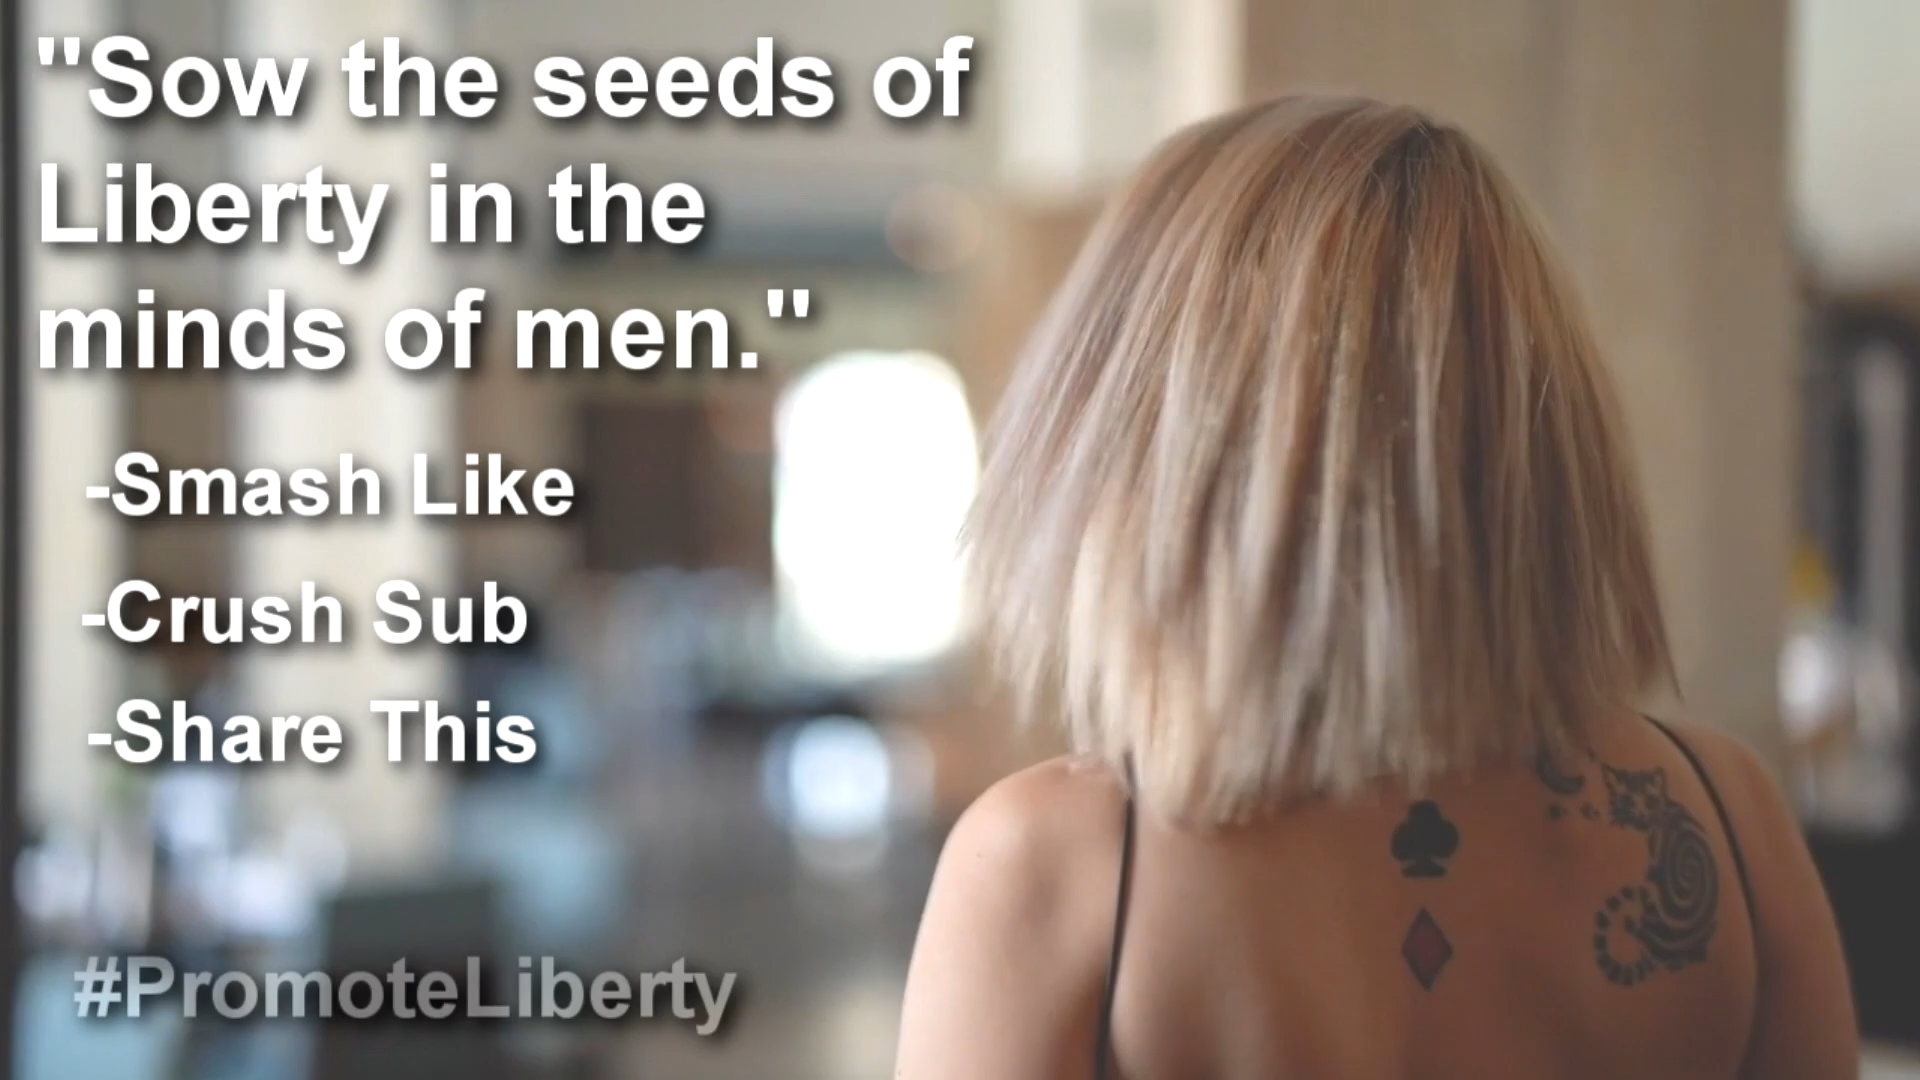 "Sow the seeds of
Liberty in the
minds of men."
-Smash Like
-Crush Sub
-Share This
#PromoteLiberty